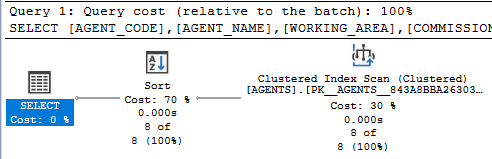 Query 1: Query cost (relative to the batch): 100%
SELECT [AGENT_CODE],[AGENT_NAME],[WORKING_AREA],[COMMISSION
SELECT
Cost: 0 %
A
Z
Sort
Cost: 70 %
0.000s
8 of
8 (100%)
Clustered Index Scan (Clustered)
[AGENTS].[PK__AGENTS__843A8BBA26303…
Cost: 30 %
0.000s
8 of
8 (100%)